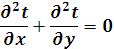 ∂²t/∂x + ∂²t/∂y = 0